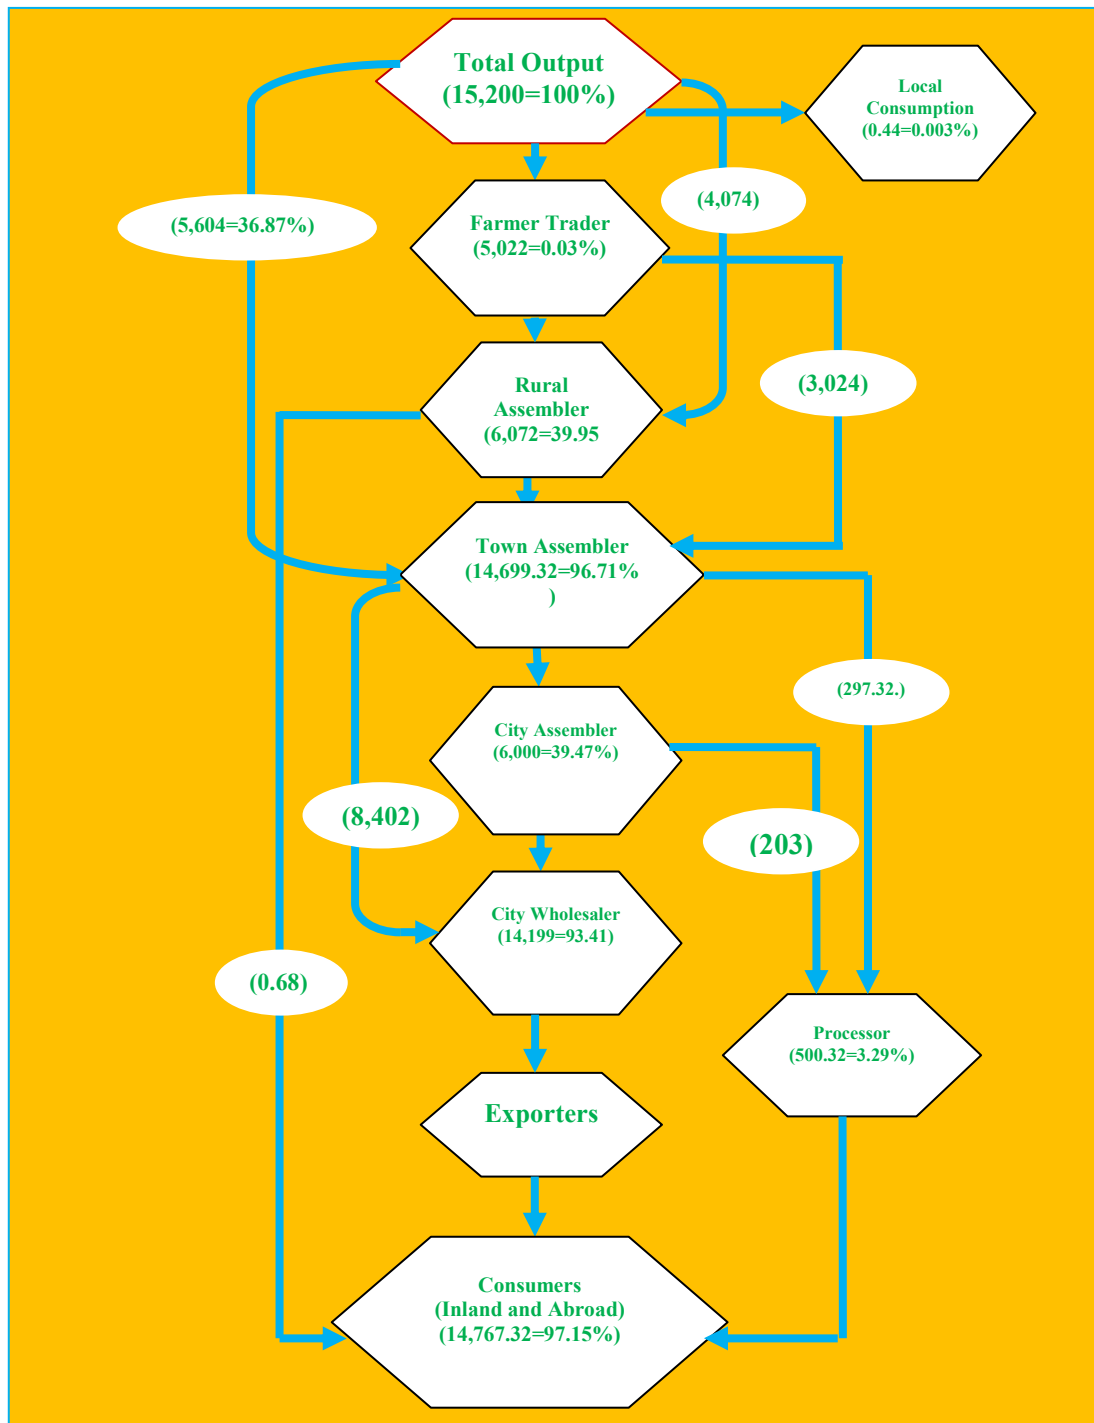 Total Output
(15,200=100%)
Local
Consumption
(0.44=0.003%)
(4,074)
(5,604=36.87%)
Farmer Trader
(5,022=0.03%)
(3,024)
Rural
Assembler
(6,072=39.95
Town Assembler
(14,699.32=96.71%
)
(297.32.)
City Assembler
(6,000=39.47%)
(8,402)
(203)
City Wholesaler
(14,199=93.41)
(0.68)
Processor
(500.32=3.29%)
Exporters
Consumers
(Inland and Abroad)
(14,767.32=97.15%)